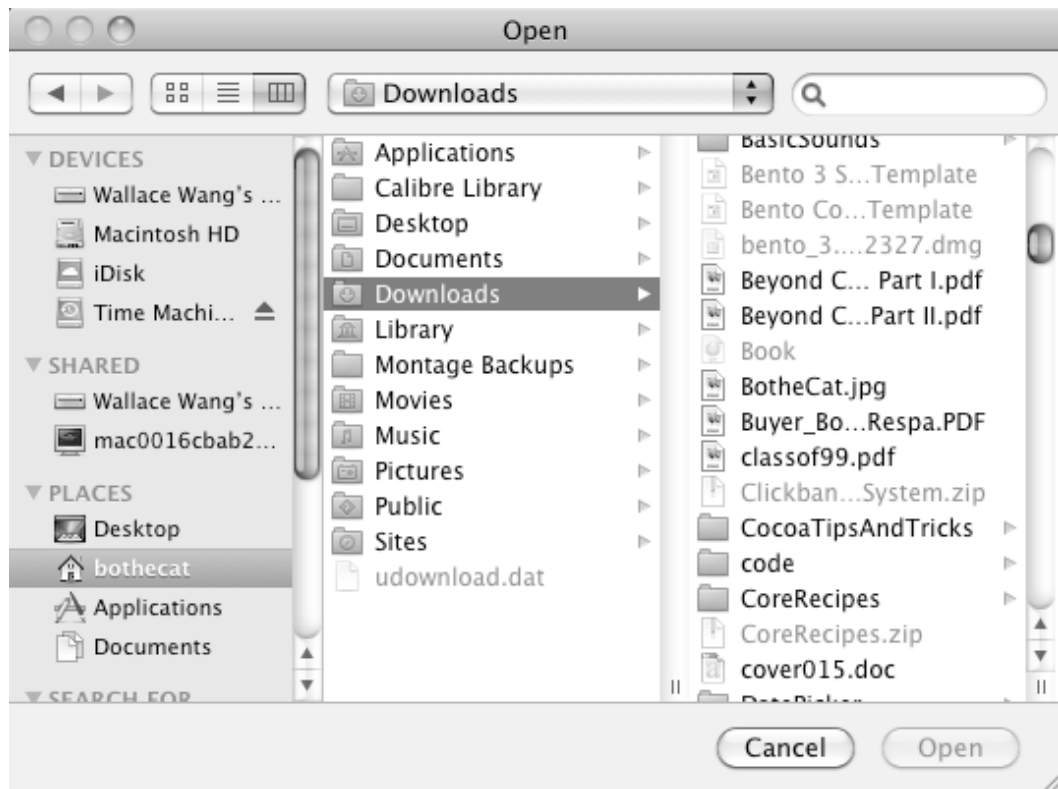 Open
Downloads
DEVICES
Wallace Wang's ...
Macintosh HD
iDisk
Time Machi...
SHARED
Wallace Wang's ...
mac0016cbab2...
PLACES
Desktop
bothecat
Applications
Documents
SEARCH FOR
Applications
Calibre Library
Desktop
Documents
Downloads
Library
Montage Backups
Movies
Music
Pictures
Public
Sites
udownload.dat
BasicSounds
Bento 3 S...Template
Bento Co...Template
bento_3....2327.dmg
Beyond C... Part I.pdf
Beyond C...Part II.pdf
Book
BotheCat.jpg
Buyer_Bo...Respa.PDF
classof99.pdf
Clickban...System.zip
CocoaTipsAndTricks
code
CoreRecipes
CoreRecipes.zip
cover015.doc
DatePicker
Cancel
Open